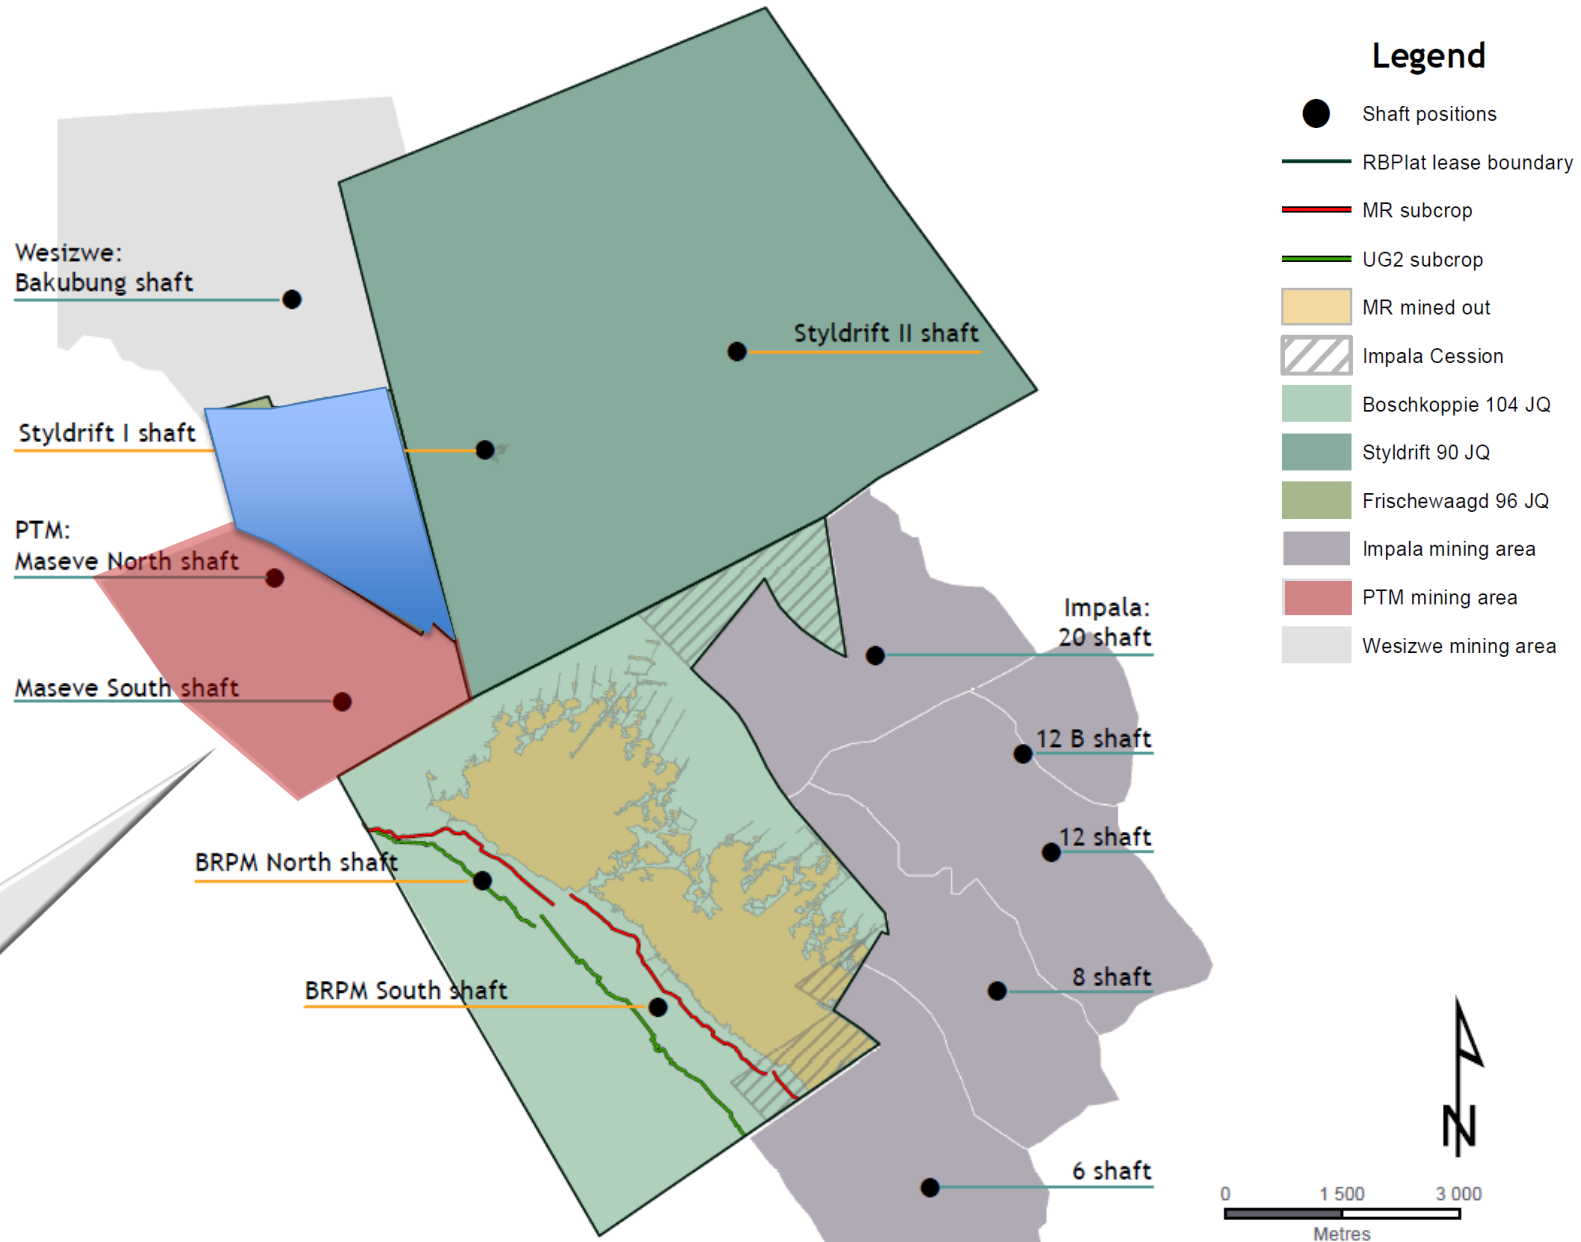 Legend
Shaft positions
RBPlat lease boundary
MR subcrop
UG2 subcrop
MR mined out
Impala Cession
Boschkoppie 104 JQ
Styldrift 90 JQ
Frischewaagd 96 JQ
Impala mining area
PTM mining area
Wesizwe mining area
Wesizwe:
Bakubung shaft
Styldrift II shaft
Styldrift I shaft
PTM:
Maseve North shaft
Maseve South shaft
Impala:
20 shaft
12 B shaft
12 shaft
BRPM North shaft
8 shaft
BRPM South shaft
6 shaft
N
0 1 500 3 000
Metres